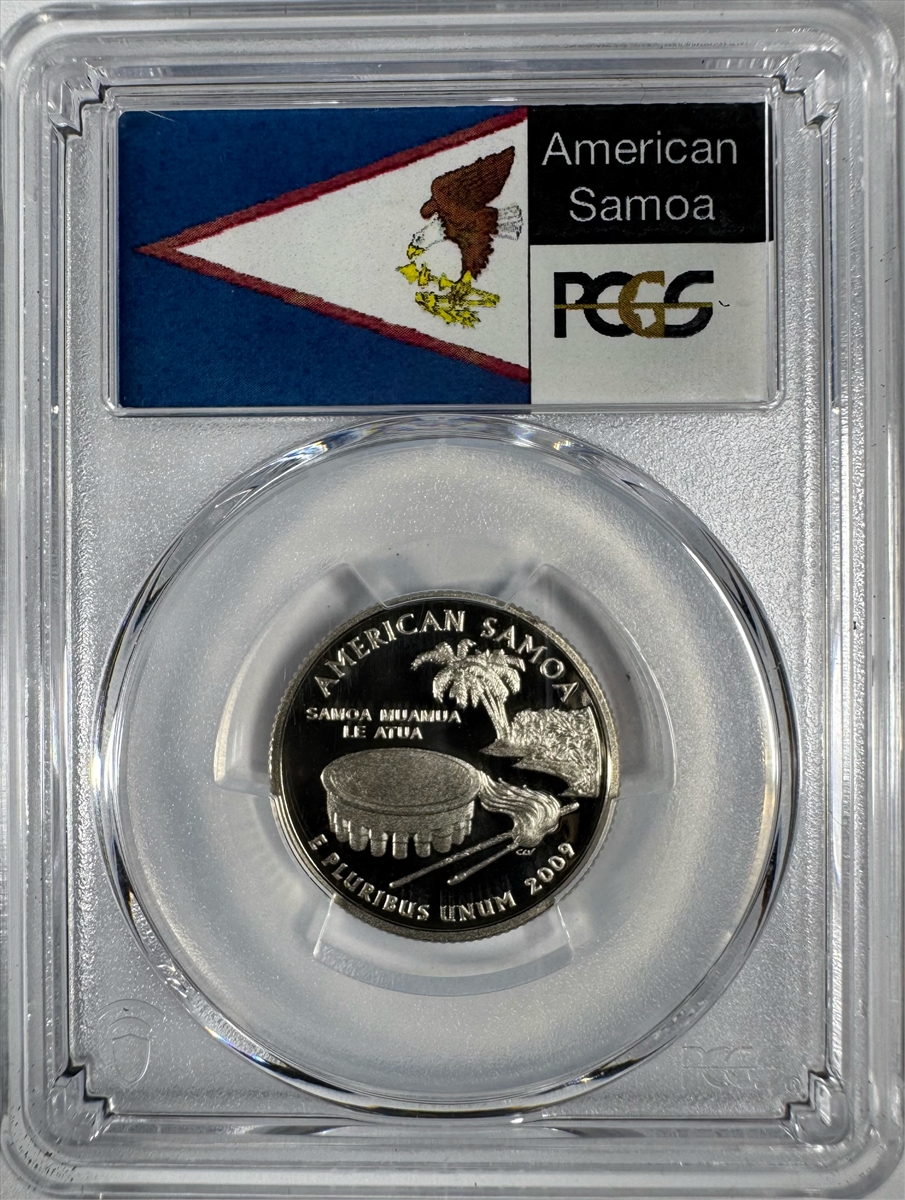 American
Samoa
PCGS
AMERICAN SAMOA
SAMOA MUAMUA
LE ATUA
E PLURIBUS UNUM 2009